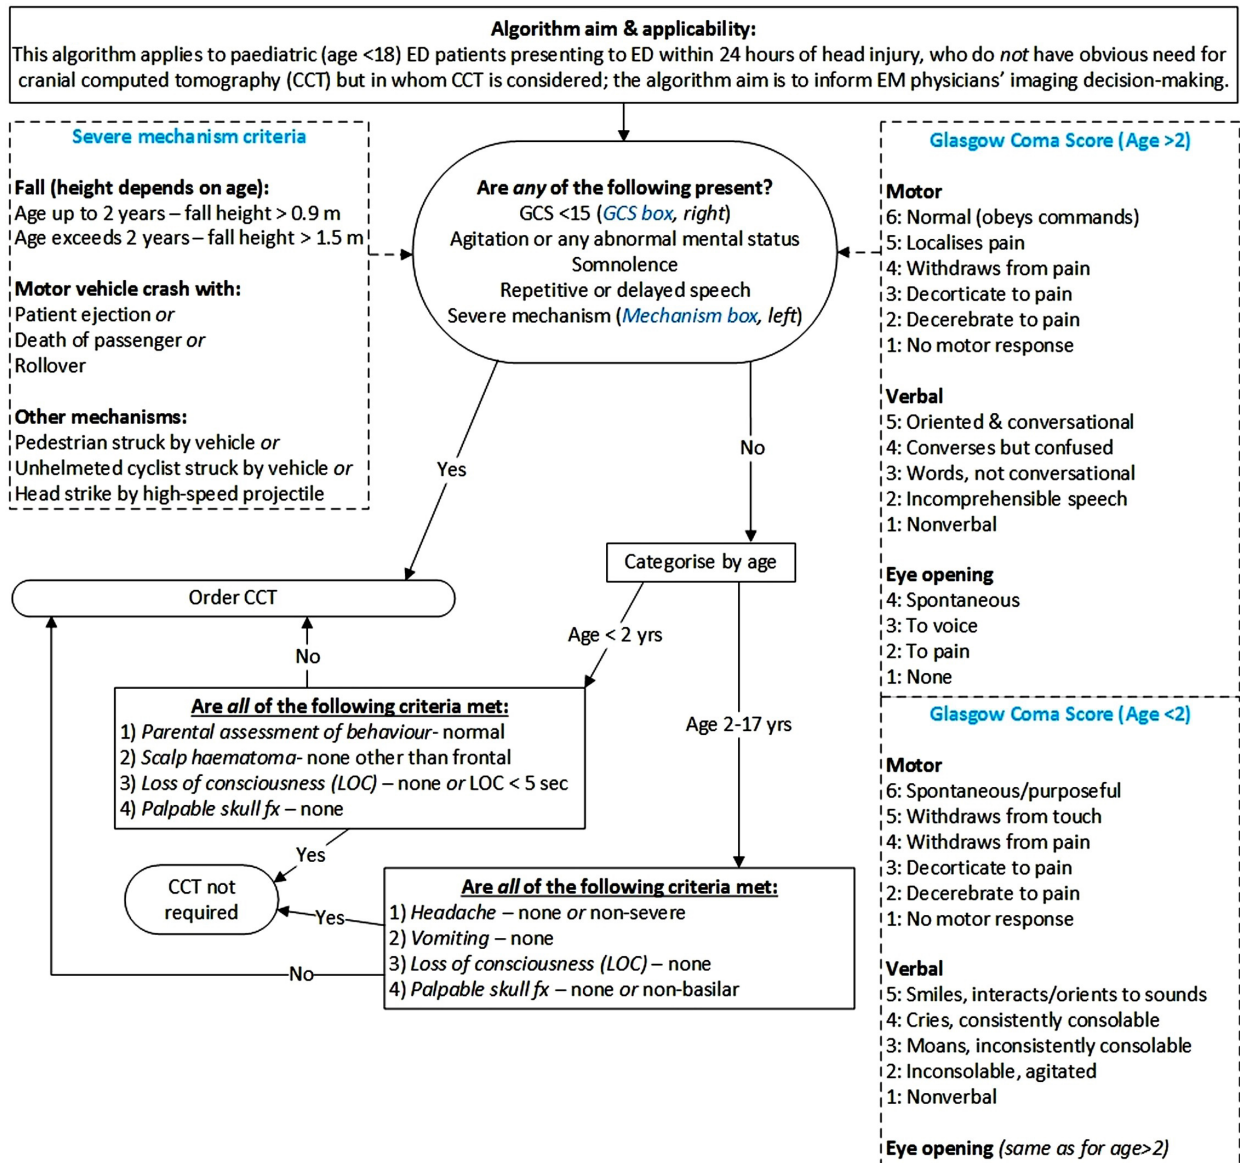 Algorithm aim & applicability:
This algorithm applies to paediatric (age <18) ED patients presenting to ED within 24 hours of head injury, who do not have obvious need for
cranial computed tomography (CCT) but in whom CCT is considered; the algorithm aim is to inform EM physicians' imaging decision-making.
Severe mechanism criteria
Fall (height depends on age):
Age up to 2 years – fall height > 0.9 m
Age exceeds 2 years – fall height > 1.5 m
Motor vehicle crash with:
Patient ejection or
Death of passenger or
Rollover
Other mechanisms:
Pedestrian struck by vehicle or
Unhelmeted cyclist struck by vehicle or
Head strike by high-speed projectile
Are any of the following present?
GCS <15 (GCS box, right)
Agitation or any abnormal mental status
Somnolence
Repetitive or delayed speech
Severe mechanism (Mechanism box, left)
Yes
No
Order CCT
Categorise by age
Age < 2 yrs
Age 2-17 yrs
No
Are all of the following criteria met:
1) Parental assessment of behaviour- normal
2) Scalp haematoma- none other than frontal
3) Loss of consciousness (LOC) – none or LOC < 5 sec
4) Palpable skull fx – none
Yes
CCT not
required
Yes
No
Are all of the following criteria met:
1) Headache – none or non-severe
2) Vomiting – none
3) Loss of consciousness (LOC) – none
4) Palpable skull fx – none or non-basilar
Glasgow Coma Score (Age >2)
Motor
6: Normal (obeys commands)
5: Localises pain
4: Withdraws from pain
3: Decorticate to pain
2: Decerebrate to pain
1: No motor response
Verbal
5: Oriented & conversational
4: Converses but confused
3: Words, not conversational
2: Incomprehensible speech
1: Nonverbal
Eye opening
4: Spontaneous
3: To voice
2: To pain
1: None
Glasgow Coma Score (Age <2)
Motor
6: Spontaneous/purposeful
5: Withdraws from touch
4: Withdraws from pain
3: Decorticate to pain
2: Decerebrate to pain
1: No motor response
Verbal
5: Smiles, interacts/orients to sounds
4: Cries, consistently consolable
3: Moans, inconsistently consolable
2: Inconsolable, agitated
1: Nonverbal
Eye opening (same as for age>2)